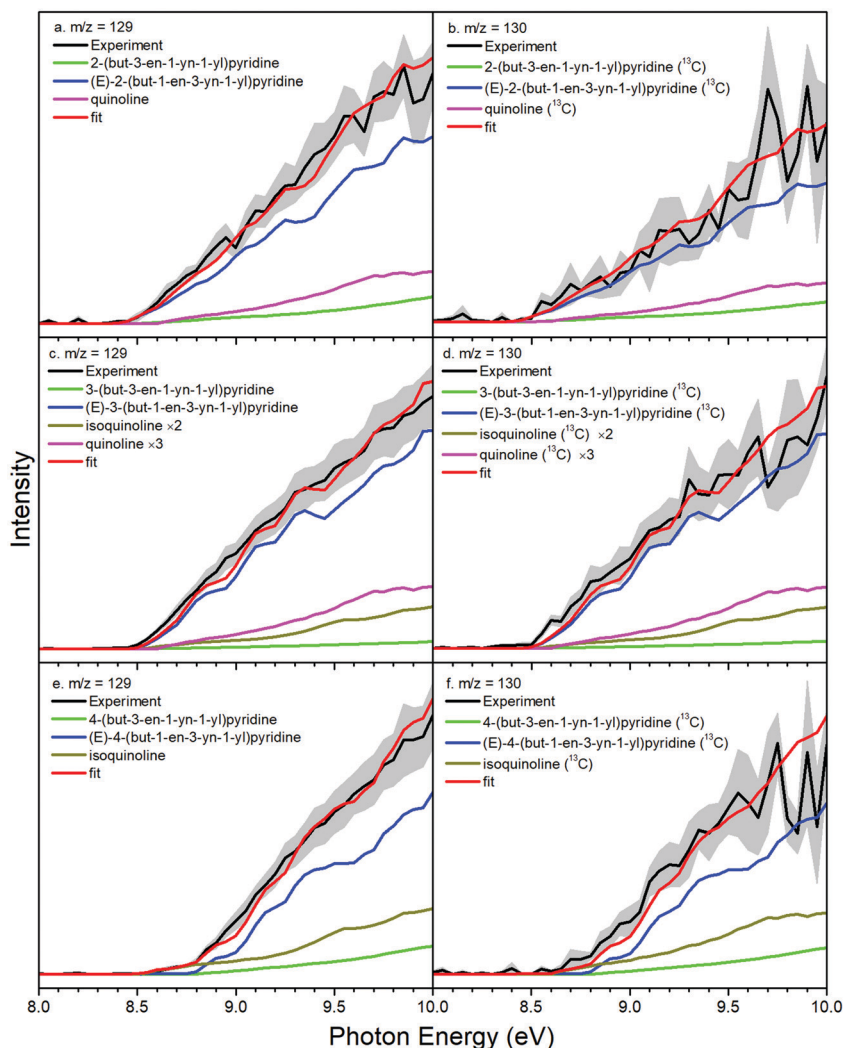 a. m/z = 129
Experiment
2-(but-3-en-1-yn-1-yl)pyridine
(E)-2-(but-1-en-3-yn-1-yl)pyridine
quinoline
fit
b. m/z = 130
Experiment
2-(but-3-en-1-yn-1-yl)pyridine (¹³C)
(E)-2-(but-1-en-3-yn-1-yl)pyridine (¹³C)
quinoline (¹³C)
fit
c. m/z = 129
Experiment
3-(but-3-en-1-yn-1-yl)pyridine
(E)-3-(but-1-en-3-yn-1-yl)pyridine
isoquinoline ×2
quinoline ×3
fit
d. m/z = 130
Experiment
3-(but-3-en-1-yn-1-yl)pyridine (¹³C)
(E)-3-(but-1-en-3-yn-1-yl)pyridine (¹³C)
isoquinoline (¹³C) ×2
quinoline (¹³C) ×3
fit
e. m/z = 129
Experiment
4-(but-3-en-1-yn-1-yl)pyridine
(E)-4-(but-1-en-3-yn-1-yl)pyridine
isoquinoline
fit
f. m/z = 130
Experiment
4-(but-3-en-1-yn-1-yl)pyridine (¹³C)
(E)-4-(but-1-en-3-yn-1-yl)pyridine (¹³C)
isoquinoline (¹³C)
fit
Intensity
8.0 8.5 9.0 9.5 10.0 8.5 9.0 9.5 10.0
Photon Energy (eV)